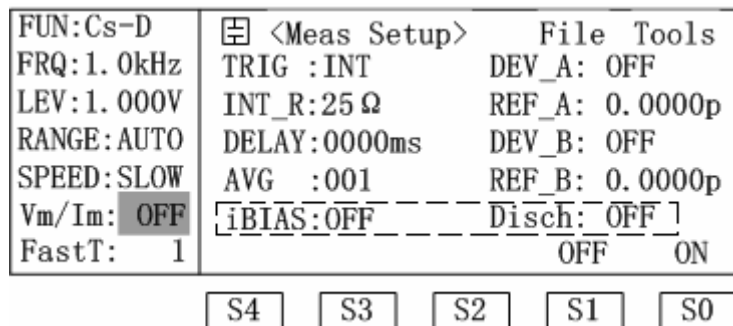 FUN:Cs-D
FRQ:1.0kHz
LEV:1.000V
RANGE:AUTO
SPEED:SLOW
Vm/Im: OFF
FastT: 1
<Meas Setup> File Tools
TRIG :INT DEV_A: OFF
INT_R:25Ω REF_A: 0.0000p
DELAY:0000ms DEV_B: OFF
AVG :001 REF_B: 0.0000p
iBIAS:OFF Disch: OFF
OFF ON
S4 S3 S2 S1 S0